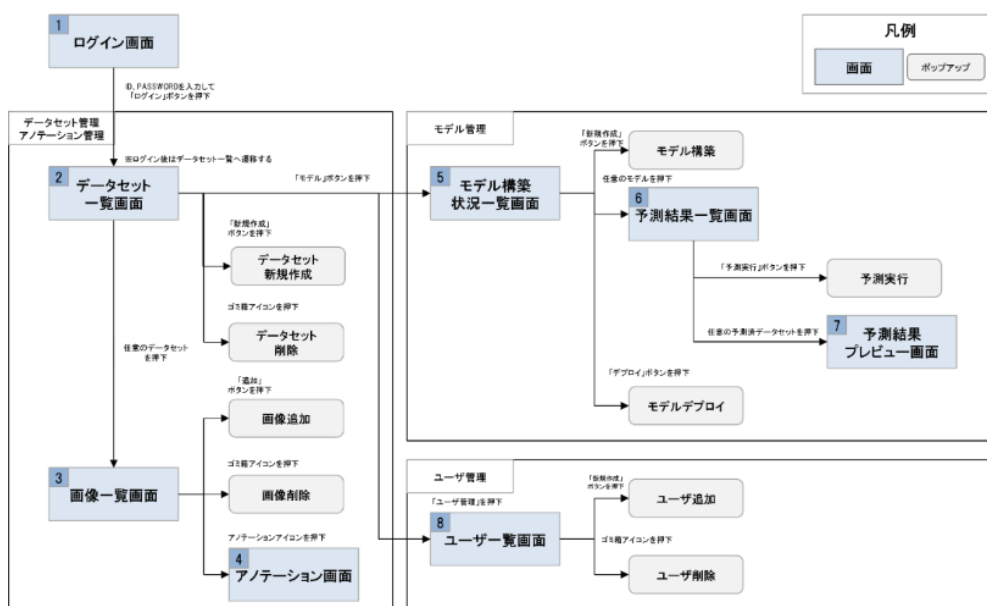 1
ログイン画面
凡例
画面
ポップアップ
ID、PASSWORDを入力して
「ログイン」ボタンを押下
データセット管理
アノテーション管理
※ログイン後はデータセット一覧へ遷移する
2
データセット
一覧画面
「モデル」ボタンを押下
「新規作成」
ボタンを押下
データセット
新規作成
ゴミ箱アイコンを押下
データセット
削除
任意のデータセット
を押下
「追加」
ボタンを押下
画像追加
3
画像一覧画面
ゴミ箱アイコンを押下
画像削除
アノテーションアイコンを押下
4
アノテーション画面
モデル管理
「新規作成」
ボタンを押下
モデル構築
5
モデル構築
状況一覧画面
任意のモデルを押下
6
予測結果一覧画面
「予測実行」ボタンを押下
予測実行
任意の予測済データセットを押下
7
予測結果
プレビュー画面
「デプロイ」ボタンを押下
モデルデプロイ
ユーザ管理
「ユーザ管理」を押下
8
ユーザ一覧画面
「新規作成」
ボタンを押下
ユーザ追加
ゴミ箱アイコンを押下
ユーザ削除